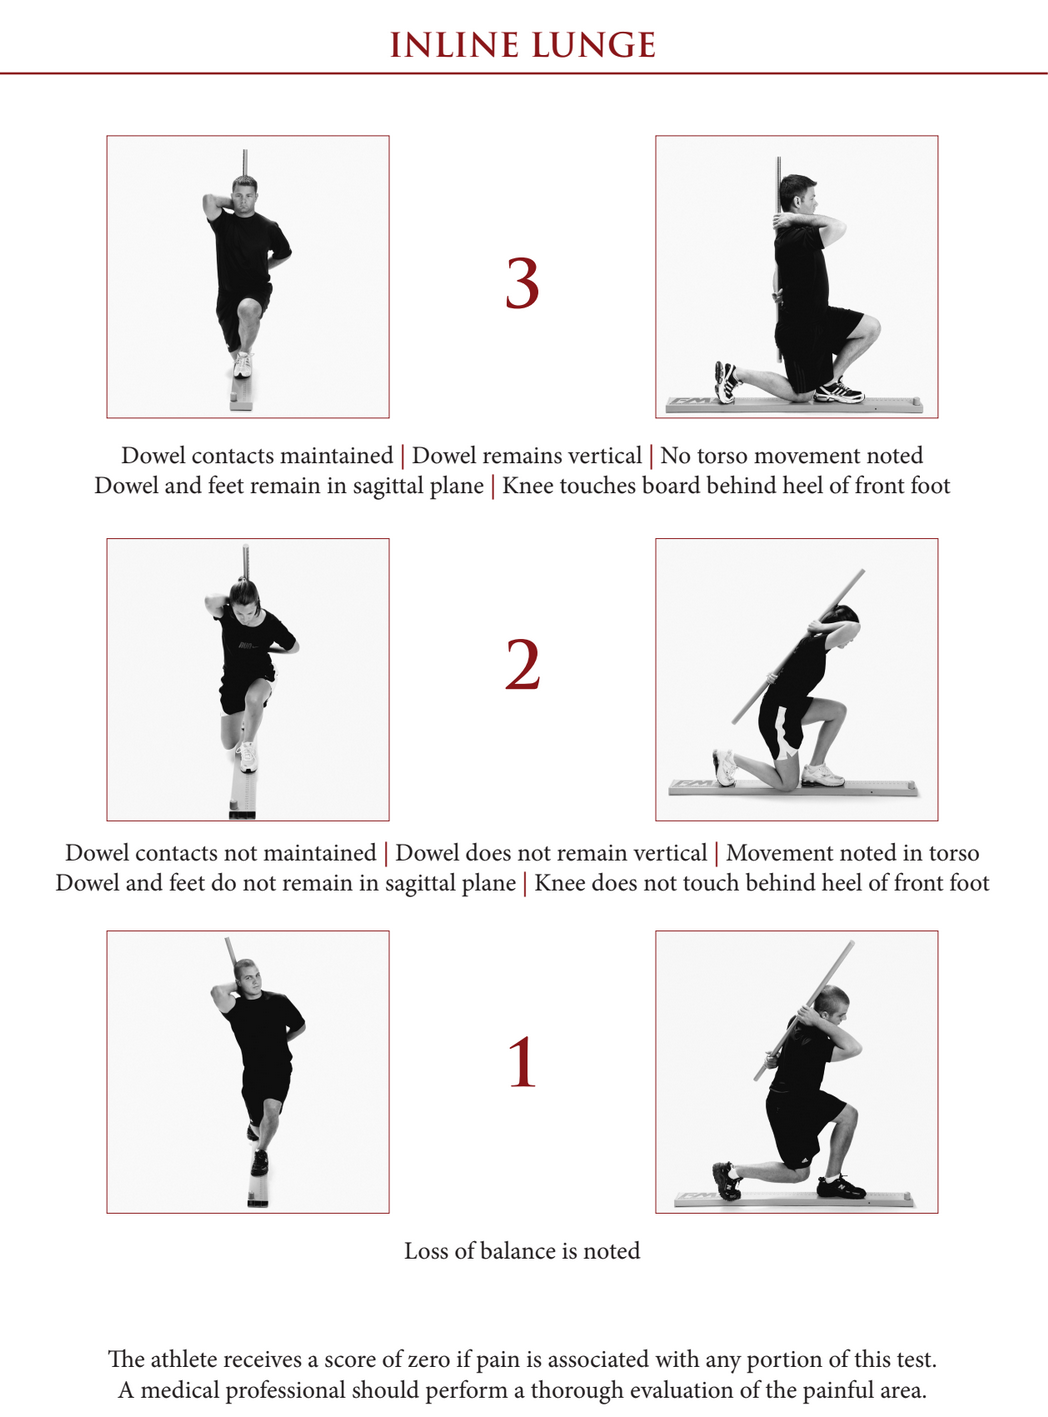 INLINE LUNGE
3
Dowel contacts maintained | Dowel remains vertical | No torso movement noted
Dowel and feet remain in sagittal plane | Knee touches board behind heel of front foot
2
Dowel contacts not maintained | Dowel does not remain vertical | Movement noted in torso
Dowel and feet do not remain in sagittal plane | Knee does not touch behind heel of front foot
1
Loss of balance is noted
The athlete receives a score of zero if pain is associated with any portion of this test.
A medical professional should perform a thorough evaluation of the painful area.